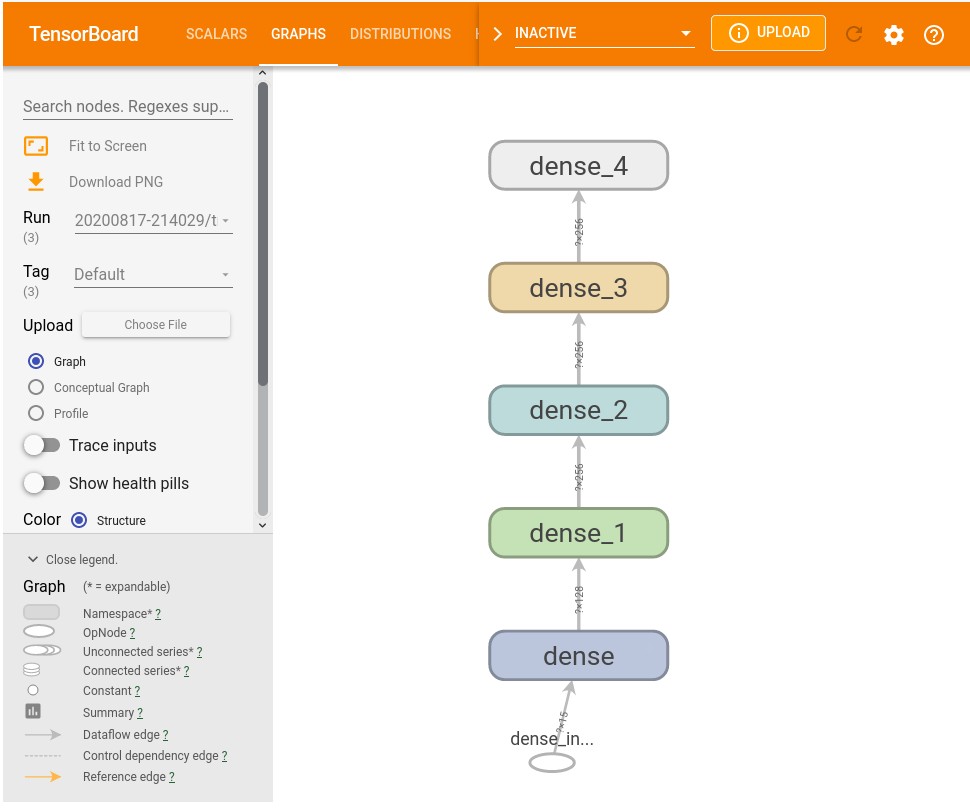 TensorBoard SCALARS GRAPHS DISTRIBUTIONS INACTIVE UPLOAD
Search nodes. Regexes sup...
Fit to Screen
Download PNG
Run 20200817-214029/t
(3)
Tag Default
(3)
Upload Choose File
Graph
Conceptual Graph
Profile
Trace inputs
Show health pills
Color Structure
Close legend.
Graph (* = expandable)
Namespace* ?
OpNode ?
Unconnected series* ?
Connected series* ?
Constant ?
Summary ?
Dataflow edge ?
Control dependency edge ?
Reference edge ?
dense_4
?×256
dense_3
?×256
dense_2
?×256
dense_1
?×128
dense
?×15
dense_in...